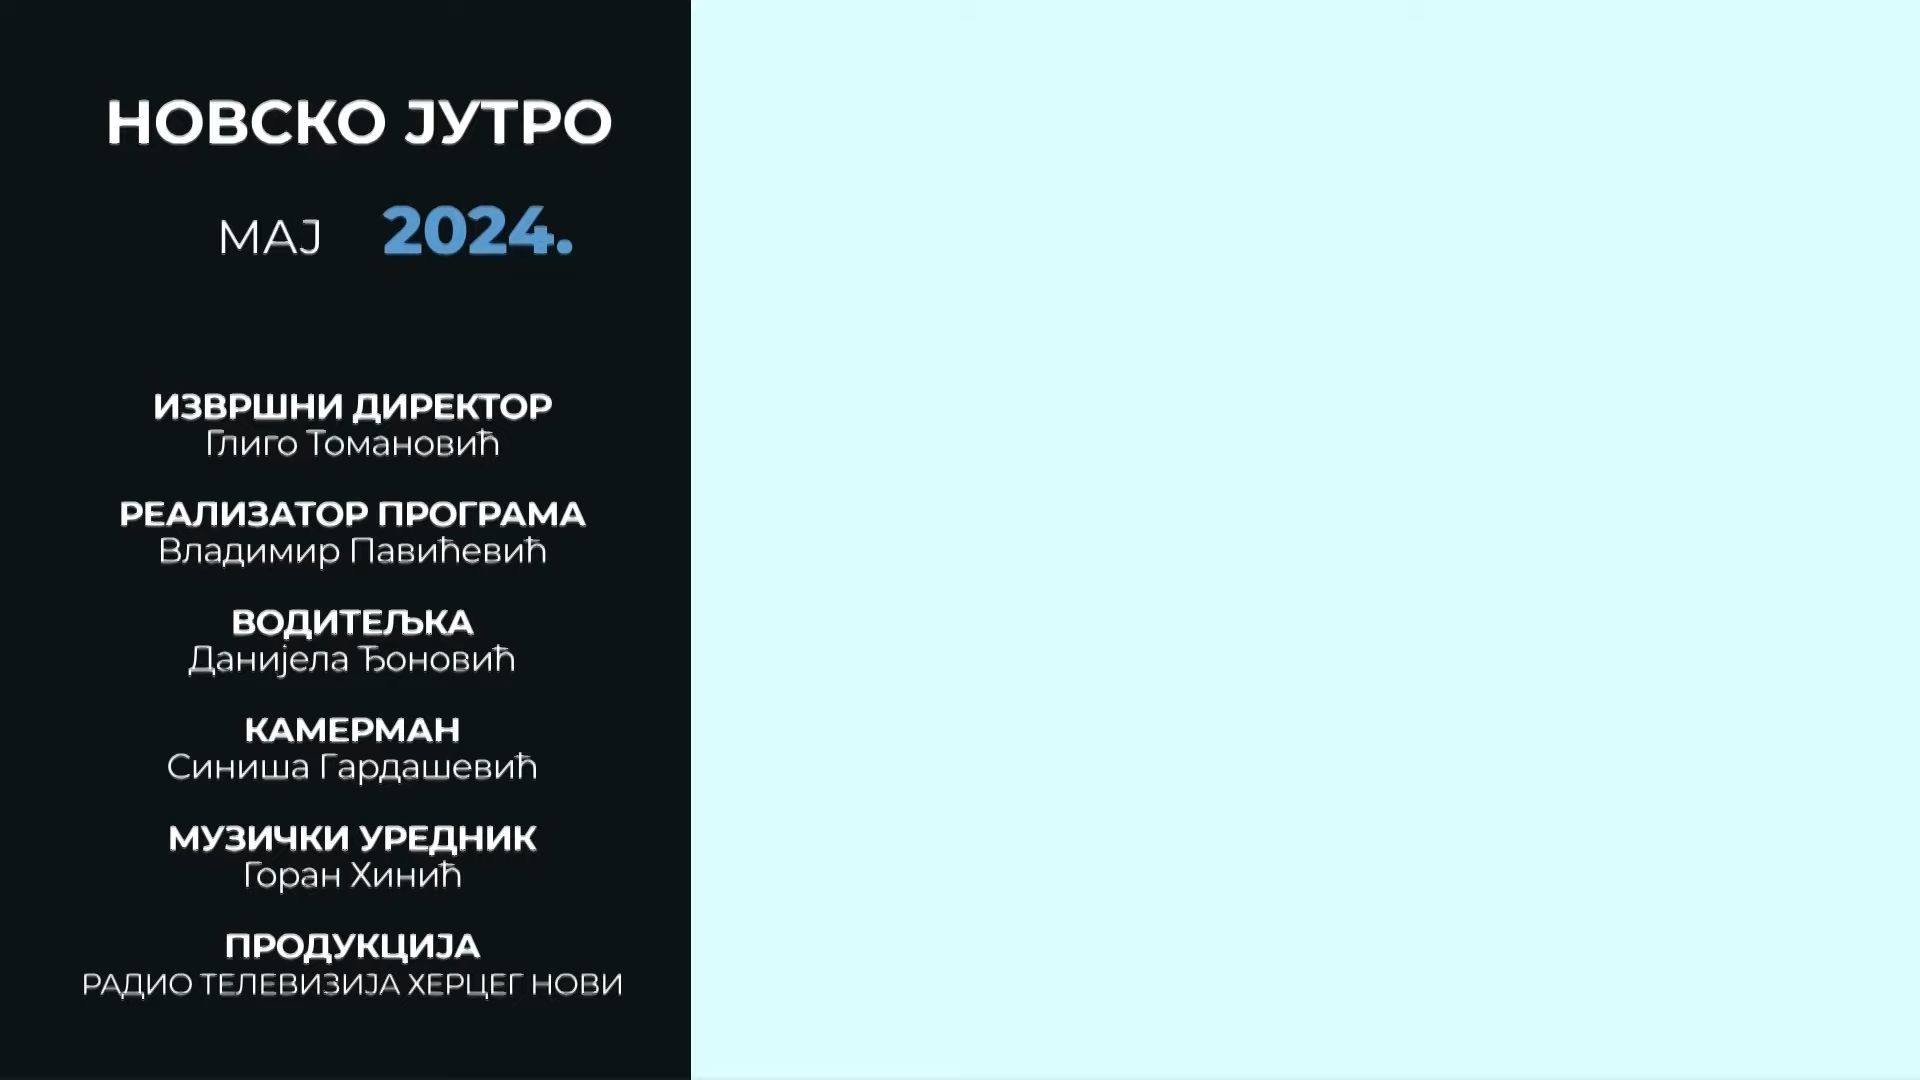 НОВСКО ЈУТРО
МАЈ 2024.
ИЗВРШНИ ДИРЕКТОР
Глиго Томановић
РЕАЛИЗАТОР ПРОГРАМА
Владимир Павићевић
ВОДИТЕЉКА
Данијела Ђоновић
КАМЕРМАН
Синиша Гардашевић
МУЗИЧКИ УРЕДНИК
Горан Хинић
ПРОДУКЦИЈА
РАДИО ТЕЛЕВИЗИЈА ХЕРЦЕГ НОВИ